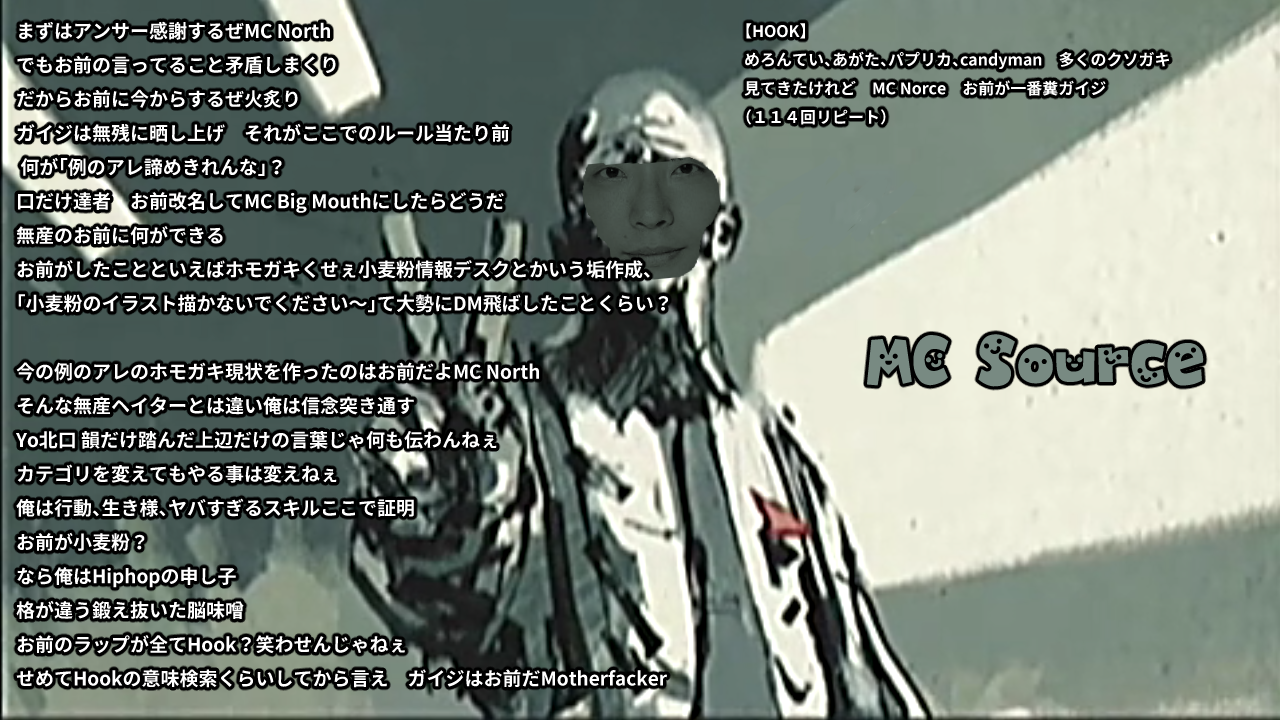 まずはアンサー感謝するぜMC North
でもお前の言ってること矛盾しまくり
だからお前に今からするぜ火炙り
ガイジは無残に晒し上げ　それがここでのルール当たり前
何が｢例のアレ諦めきれんな｣？
口だけ達者　お前改名してMC Big Mouthにしたらどうだ
無産のお前に何ができる
お前がしたことといえばホモガキくせぇ小麦粉情報デスクとかいう垢作成、
｢小麦粉のイラスト描かないでください〜｣て大勢にDM飛ばしたことくらい？
今の例のアレのホモガキ現状を作ったのはお前だよMC North
そんな無産ヘイターとは違い俺は信念突き通す
Yo北口 韻だけ踏んだ上辺だけの言葉じゃ何も伝わんねぇ
カテゴリを変えてもやる事は変えねぇ
俺は行動､生き様､ヤバすぎるスキルここで証明
お前が小麦粉？
なら俺はHiphopの申し子
格が違う鍛え抜いた脳味噌
お前のラップが全てHook？笑わせんじゃねぇ
せめてHookの意味検索くらいしてから言え　ガイジはお前だMotherfacker
【HOOK】
めろんてい､あがた､パプリカ､candyman　多くのクソガキ
見てきたけれど　MC Norce　お前が一番糞ガイジ
（１１４回リピート）
MC Source